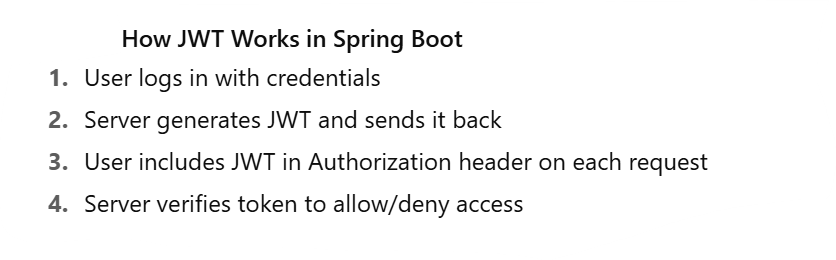 How JWT Works in Spring Boot
1. User logs in with credentials
2. Server generates JWT and sends it back
3. User includes JWT in Authorization header on each request
4. Server verifies token to allow/deny access